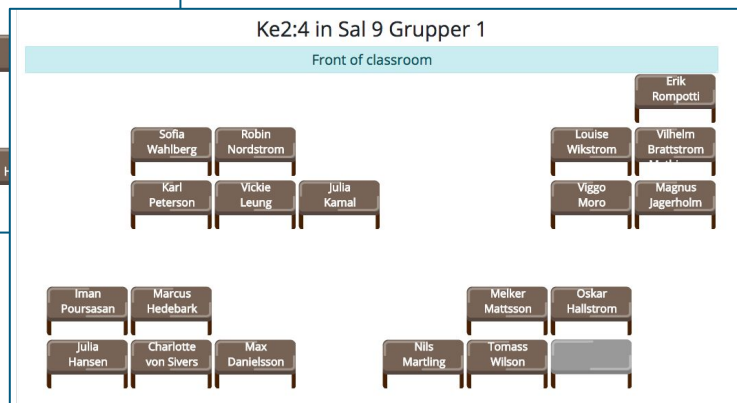 Ke2:4 in Sal 9 Grupper 1
Front of classroom
Erik
Rompotti
Sofia
Wahlberg
Robin
Nordstrom
Louise
Wikstrom
Vilhelm
Brattstrom
Karl
Peterson
Vickie
Leung
Julia
Kamal
Viggo
Moro
Magnus
Jagerholm
Iman
Poursasan
Marcus
Hedebark
Melker
Mattsson
Oskar
Hallstrom
Julia
Hansen
Charlotte
von Sivers
Max
Danielsson
Nils
Martling
Tomass
Wilson